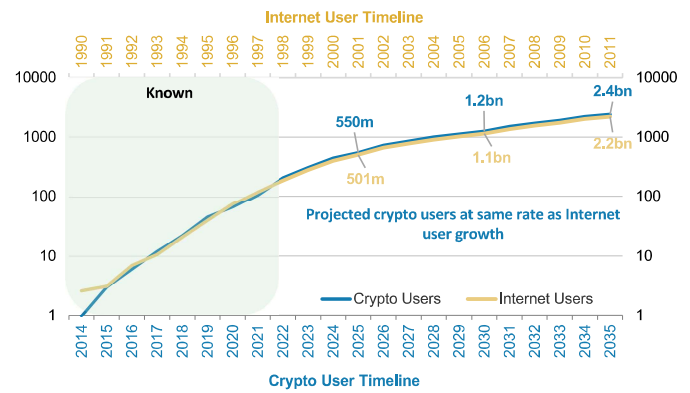 Internet User Timeline
1990 1991 1992 1993 1994 1995 1996 1997 1998 1999 2000 2001 2002 2003 2004 2005 2006 2007 2008 2009 2010 2011
10000 10000
Known
1.2bn 2.4bn
550m
1000 1000
501m 1.1bn 2.2bn
100 100
Projected crypto users at same rate as Internet
user growth
10 10
Crypto Users Internet Users
1 1
2014 2015 2016 2017 2018 2019 2020 2021 2022 2023 2024 2025 2026 2027 2028 2029 2030 2031 2032 2033 2034 2035
Crypto User Timeline